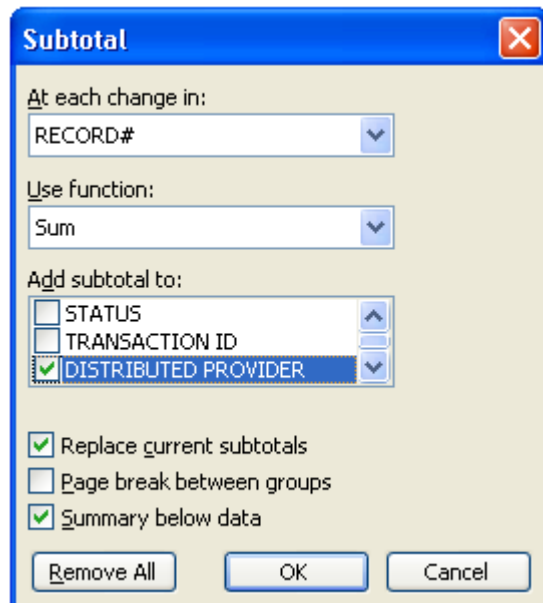 Subtotal
At each change in:
RECORD#
Use function:
Sum
Add subtotal to:
STATUS
TRANSACTION ID
DISTRIBUTED PROVIDER
Replace current subtotals
Page break between groups
Summary below data
Remove All OK Cancel